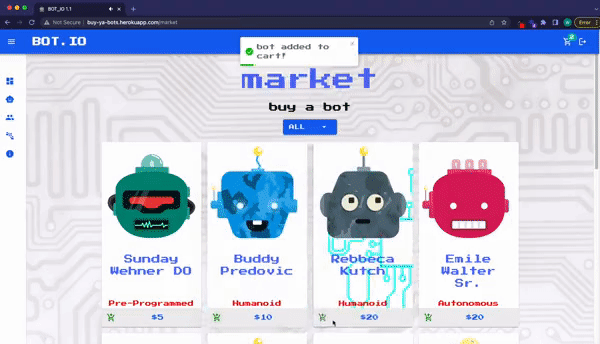 BOT_IO 1.1
Not Secure | buy-ya-bots.herokuapp.com/market
BOT.IO
bot added to
cart!
2
market
buy a bot
ALL
Sunday
Wehner DO
Pre-Programmed
$5
Buddy
Predovic
Humanoid
$10
Rebbeca
Kutch
Humanoid
$20
Emile
Walter
Sr.
Autonomous
$20